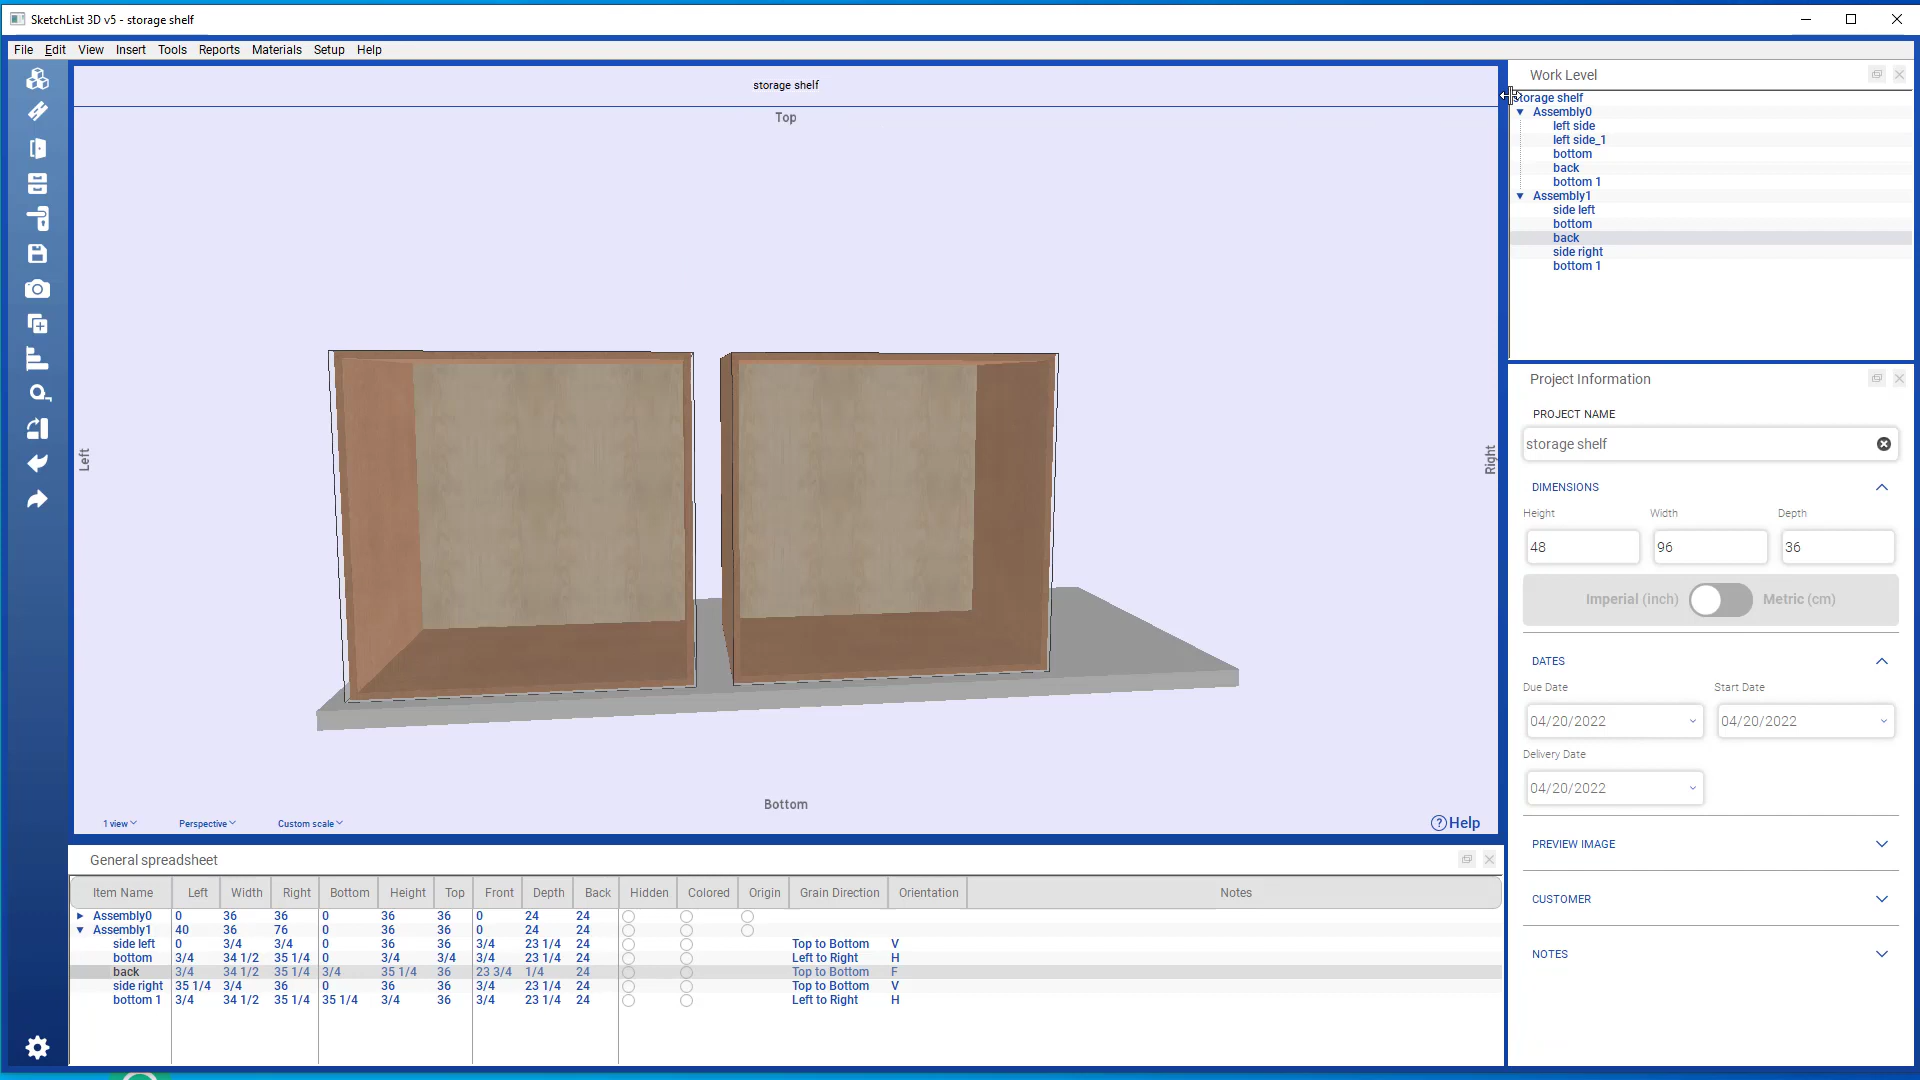 SketchList 3D v5 - storage shelf
File Edit View Insert Tools Reports Materials Setup Help
storage shelf
Top
Left
Right
Bottom
1 view
Perspective
Custom scale
Help
Work Level
storage shelf
Assembly0
left side
left side_1
bottom
back
bottom 1
Assembly1
side left
bottom
back
side right
bottom 1
Project Information
PROJECT NAME
storage shelf
DIMENSIONS
Height Width Depth
48 96 36
Imperial (inch) Metric (cm)
DATES
Due Date Start Date
04/20/2022 04/20/2022
Delivery Date
04/20/2022
PREVIEW IMAGE
CUSTOMER
NOTES
General spreadsheet
Item Name Left Width Right Bottom Height Top Front Depth Back Hidden Colored Origin Grain Direction Orientation Notes
Assembly0 0 36 36 0 36 36 0 24 24
Assembly1 40 36 76 0 36 36 0 24 24
side left 0 3/4 3/4 0 36 36 3/4 23 1/4 24 Top to Bottom V
bottom 3/4 34 1/2 35 1/4 0 3/4 3/4 3/4 23 1/4 24 Left to Right H
back 3/4 34 1/2 35 1/4 3/4 35 1/4 36 23 3/4 1/4 24 Top to Bottom F
side right 35 1/4 3/4 36 0 36 36 3/4 23 1/4 24 Top to Bottom V
bottom 1 3/4 34 1/2 35 1/4 35 1/4 3/4 36 3/4 23 1/4 24 Left to Right H